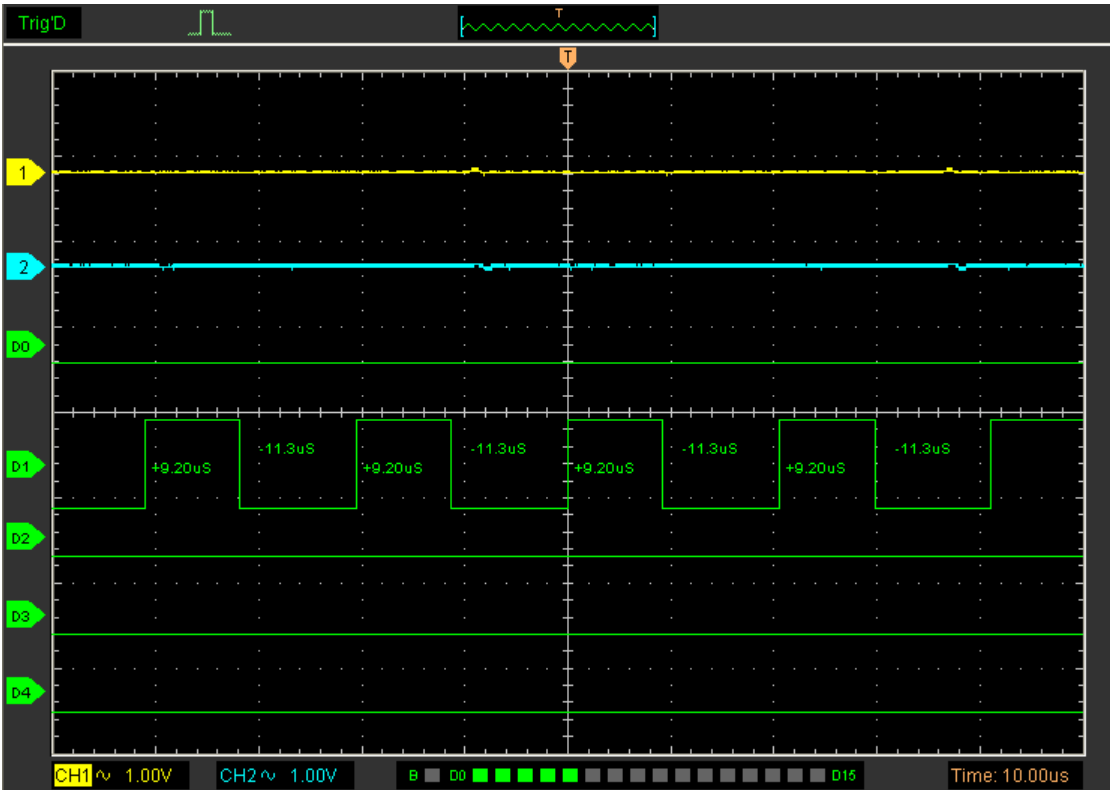 Trig'D
T
T
1
2
D0
-11.3uS -11.3uS -11.3uS -11.3uS
D1 +9.20uS +9.20uS +9.20uS +9.20uS
D2
D3
D4
CH1 ∿ 1.00V CH2 ∿ 1.00V B D0 D15 Time: 10.00us